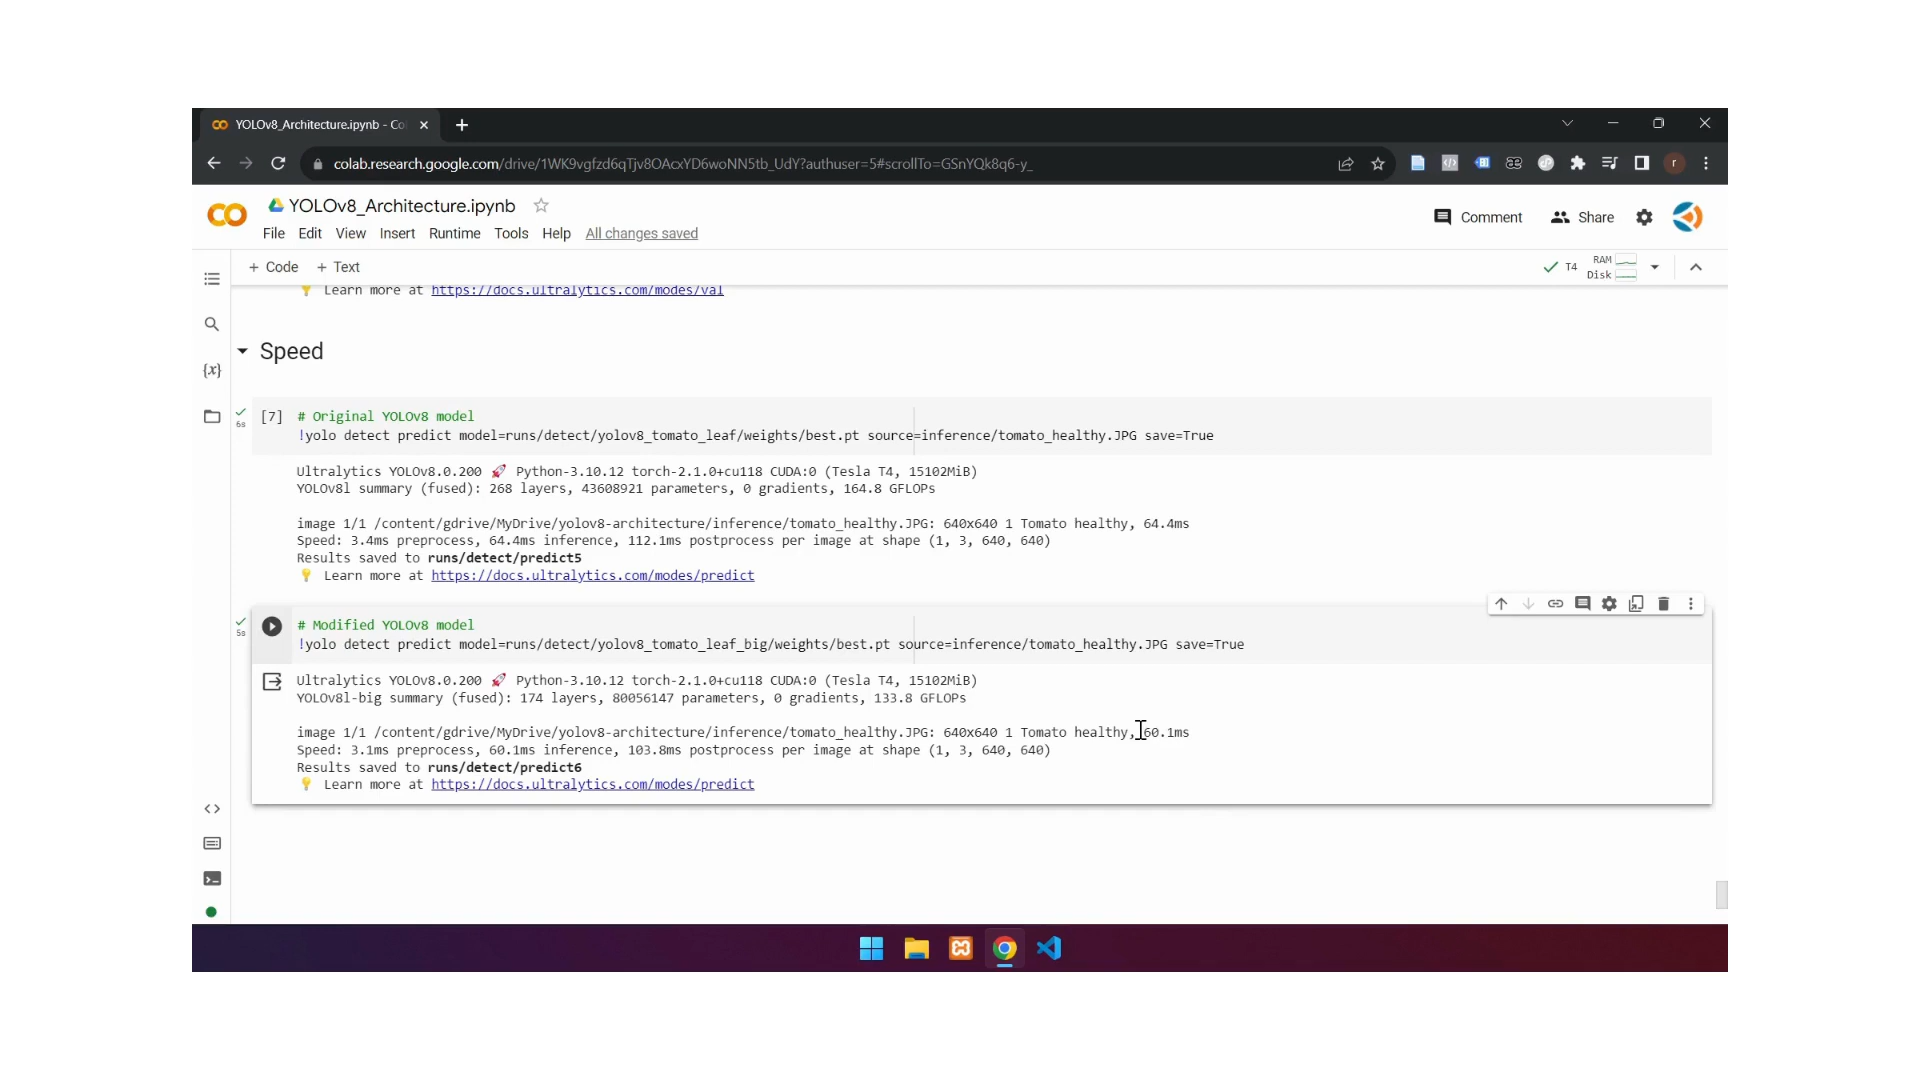 YOLOv8_Architecture.ipynb - Co
colab.research.google.com/drive/1WK9vgfzd6qTjv8OAcxYD6woNN5tb_UdY?authuser=5#scrollTo=GSnYQk8q6-y_
r
YOLOv8_Architecture.ipynb
Comment
Share
File Edit View Insert Runtime Tools Help All changes saved
+ Code + Text
T4
RAM
Disk
Learn more at https://docs.ultralytics.com/modes/val
Speed
[7]
6s
# Original YOLOv8 model
!yolo detect predict model=runs/detect/yolov8_tomato_leaf/weights/best.pt source=inference/tomato_healthy.JPG save=True
Ultralytics YOLOv8.0.200 🚀 Python-3.10.12 torch-2.1.0+cu118 CUDA:0 (Tesla T4, 15102MiB)
YOLOv8l summary (fused): 268 layers, 43608921 parameters, 0 gradients, 164.8 GFLOPs
image 1/1 /content/gdrive/MyDrive/yolov8-architecture/inference/tomato_healthy.JPG: 640x640 1 Tomato healthy, 64.4ms
Speed: 3.4ms preprocess, 64.4ms inference, 112.1ms postprocess per image at shape (1, 3, 640, 640)
Results saved to runs/detect/predict5
💡 Learn more at https://docs.ultralytics.com/modes/predict
5s
# Modified YOLOv8 model
!yolo detect predict model=runs/detect/yolov8_tomato_leaf_big/weights/best.pt source=inference/tomato_healthy.JPG save=True
Ultralytics YOLOv8.0.200 🚀 Python-3.10.12 torch-2.1.0+cu118 CUDA:0 (Tesla T4, 15102MiB)
YOLOv8l-big summary (fused): 174 layers, 80056147 parameters, 0 gradients, 133.8 GFLOPs
image 1/1 /content/gdrive/MyDrive/yolov8-architecture/inference/tomato_healthy.JPG: 640x640 1 Tomato healthy, 60.1ms
Speed: 3.1ms preprocess, 60.1ms inference, 103.8ms postprocess per image at shape (1, 3, 640, 640)
Results saved to runs/detect/predict6
💡 Learn more at https://docs.ultralytics.com/modes/predict